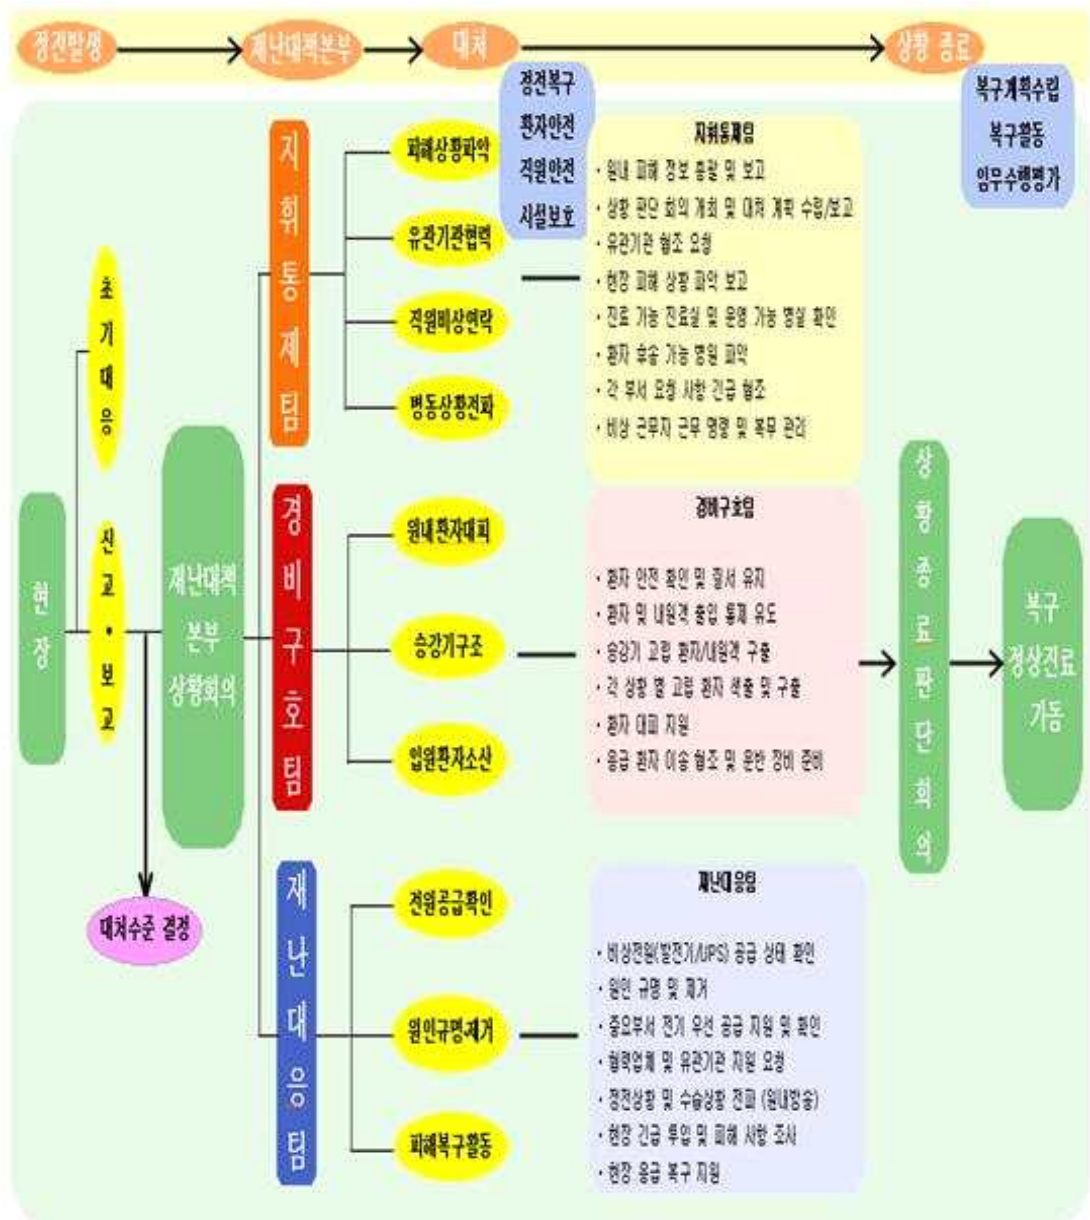 정전발생
재난대책본부
대처
상황 종료
정전복구
환자안전
직원안전
시설보호
복구계획수립
복구활동
임무수행평가
현장
초기대응
신고·보고
대처수준 결정
재난대책
본부
상황회의
지휘통제팀
피해상황파악
유관기관협력
직원비상연락
병동상황전파
지휘통제팀
· 원내 피해 정보 총괄 및 보고
· 상황 판단 회의 개최 및 대처 계획 수립/보고
· 유관기관 협조 요청
· 현장 피해 상황 파악 보고
· 진료 가능 진료실 및 운영 가능 병실 확인
· 환자 후송 가능 병원 파악
· 각 부서 요청 사항 긴급 협조
· 비상 근무자 근무 명령 및 복무 관리
경비구호팀
원내환자대피
승강기구조
입원환자소산
경비구호팀
· 환자 안전 확인 및 질서 유지
· 환자 및 내원객 출입 통제 유도
· 승강기 고립 환자/내원객 구출
· 각 상황 별 고립 환자 색출 및 구출
· 환자 대피 지원
· 응급 환자 이송 협조 및 운반 장비 준비
재난대응팀
전원공급확인
원인규명제거
피해복구활동
재난대응팀
· 비상전원(발전기/UPS) 공급 상태 확인
· 원인 규명 및 제거
· 중요부서 전기 우선 공급 지원 및 확인
· 협력업체 및 유관기관 지원 요청
· 정전상황 및 수습상황 전파 (원내방송)
· 현장 긴급 투입 및 피해 사항 조사
· 현장 응급 복구 지원
상황종료판단회의
복구
정상진료
가동